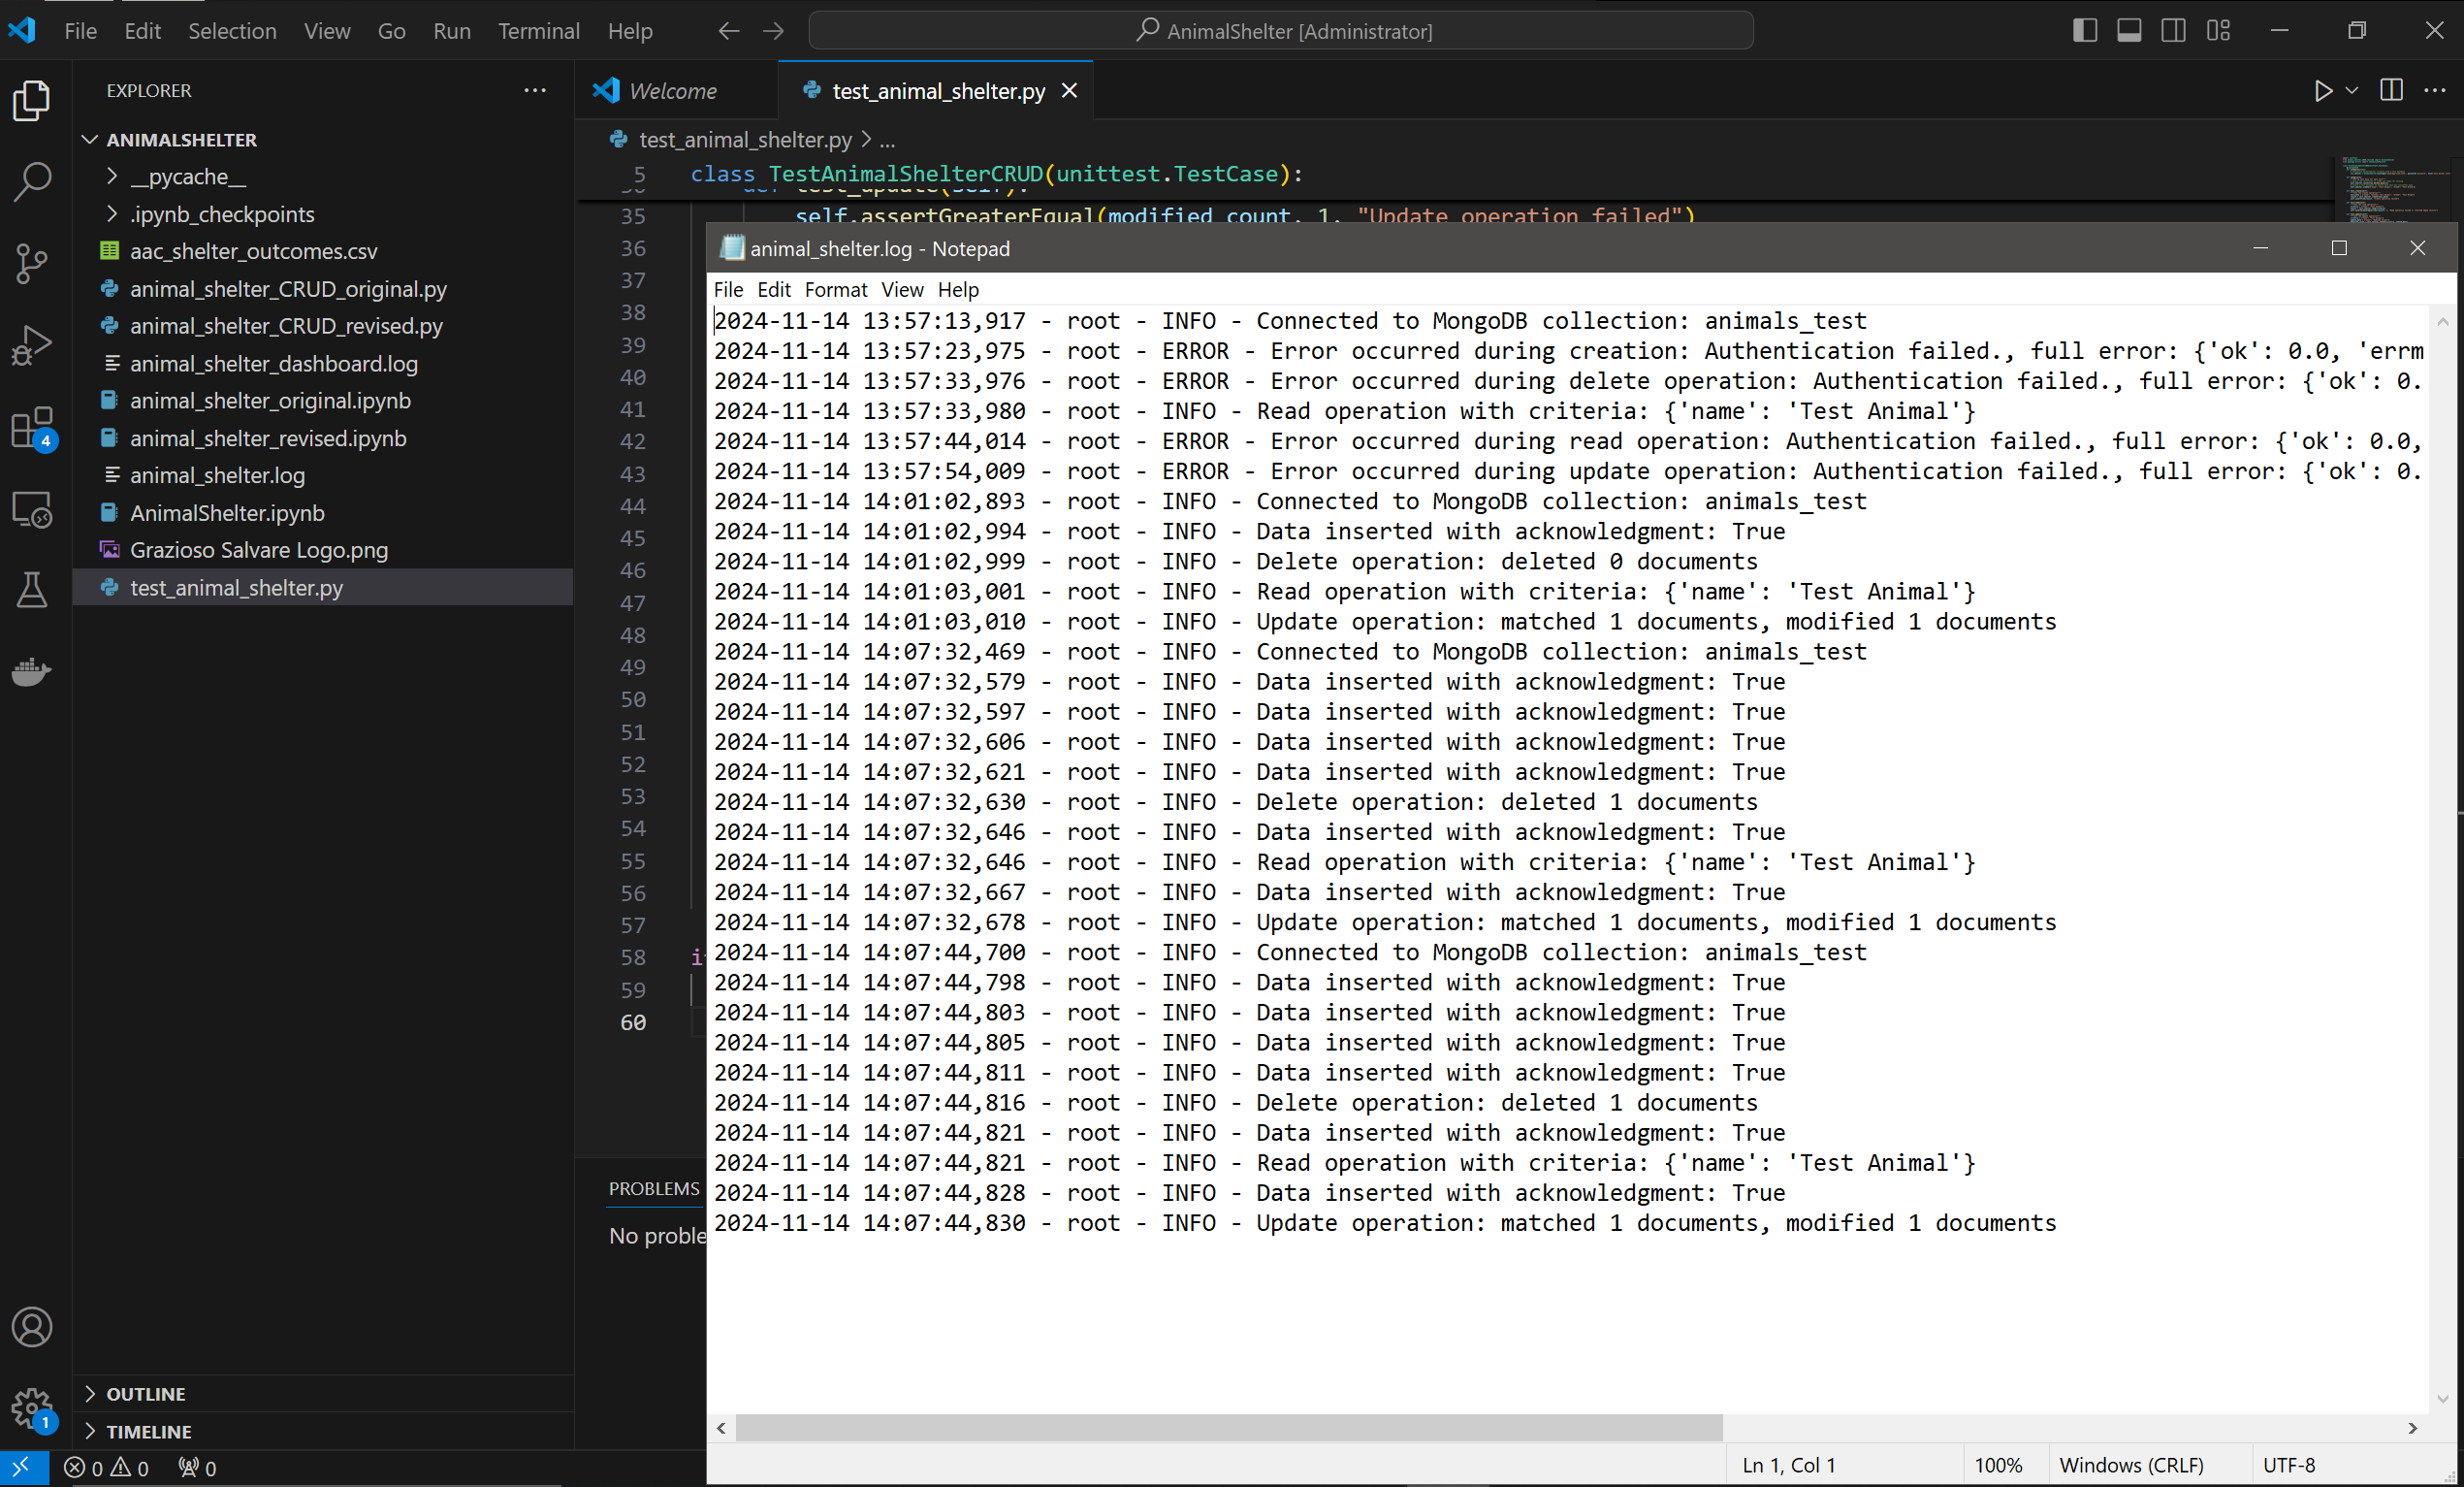 File Edit Selection View Go Run Terminal Help
AnimalShelter [Administrator]
EXPLORER
ANIMALSHELTER
__pycache__
.ipynb_checkpoints
aac_shelter_outcomes.csv
animal_shelter_CRUD_original.py
animal_shelter_CRUD_revised.py
animal_shelter_dashboard.log
animal_shelter_original.ipynb
animal_shelter_revised.ipynb
animal_shelter.log
AnimalShelter.ipynb
Grazioso Salvare Logo.png
test_animal_shelter.py
4
OUTLINE
TIMELINE
1
0 0 0
Welcome
test_animal_shelter.py
test_animal_shelter.py > ...
5 class TestAnimalShelterCRUD(unittest.TestCase):
35 self.assertGreaterEqual(modified_count, 1, "Update operation failed")
36
37
38
39
40
41
42
43
44
45
46
47
48
49
50
51
52
53
54
55
56
57
58
59
60
PROBLEMS
No proble
animal_shelter.log - Notepad
File Edit Format View Help
2024-11-14 13:57:13,917 - root - INFO - Connected to MongoDB collection: animals_test
2024-11-14 13:57:23,975 - root - ERROR - Error occurred during creation: Authentication failed., full error: {'ok': 0.0, 'errm
2024-11-14 13:57:33,976 - root - ERROR - Error occurred during delete operation: Authentication failed., full error: {'ok': 0.
2024-11-14 13:57:33,980 - root - INFO - Read operation with criteria: {'name': 'Test Animal'}
2024-11-14 13:57:44,014 - root - ERROR - Error occurred during read operation: Authentication failed., full error: {'ok': 0.0,
2024-11-14 13:57:54,009 - root - ERROR - Error occurred during update operation: Authentication failed., full error: {'ok': 0.
2024-11-14 14:01:02,893 - root - INFO - Connected to MongoDB collection: animals_test
2024-11-14 14:01:02,994 - root - INFO - Data inserted with acknowledgment: True
2024-11-14 14:01:02,999 - root - INFO - Delete operation: deleted 0 documents
2024-11-14 14:01:03,001 - root - INFO - Read operation with criteria: {'name': 'Test Animal'}
2024-11-14 14:01:03,010 - root - INFO - Update operation: matched 1 documents, modified 1 documents
2024-11-14 14:07:32,469 - root - INFO - Connected to MongoDB collection: animals_test
2024-11-14 14:07:32,579 - root - INFO - Data inserted with acknowledgment: True
2024-11-14 14:07:32,597 - root - INFO - Data inserted with acknowledgment: True
2024-11-14 14:07:32,606 - root - INFO - Data inserted with acknowledgment: True
2024-11-14 14:07:32,621 - root - INFO - Data inserted with acknowledgment: True
2024-11-14 14:07:32,630 - root - INFO - Delete operation: deleted 1 documents
2024-11-14 14:07:32,646 - root - INFO - Data inserted with acknowledgment: True
2024-11-14 14:07:32,646 - root - INFO - Read operation with criteria: {'name': 'Test Animal'}
2024-11-14 14:07:32,667 - root - INFO - Data inserted with acknowledgment: True
2024-11-14 14:07:32,678 - root - INFO - Update operation: matched 1 documents, modified 1 documents
2024-11-14 14:07:44,700 - root - INFO - Connected to MongoDB collection: animals_test
2024-11-14 14:07:44,798 - root - INFO - Data inserted with acknowledgment: True
2024-11-14 14:07:44,803 - root - INFO - Data inserted with acknowledgment: True
2024-11-14 14:07:44,805 - root - INFO - Data inserted with acknowledgment: True
2024-11-14 14:07:44,811 - root - INFO - Data inserted with acknowledgment: True
2024-11-14 14:07:44,816 - root - INFO - Delete operation: deleted 1 documents
2024-11-14 14:07:44,821 - root - INFO - Data inserted with acknowledgment: True
2024-11-14 14:07:44,821 - root - INFO - Read operation with criteria: {'name': 'Test Animal'}
2024-11-14 14:07:44,828 - root - INFO - Data inserted with acknowledgment: True
2024-11-14 14:07:44,830 - root - INFO - Update operation: matched 1 documents, modified 1 documents
Ln 1, Col 1 100% Windows (CRLF) UTF-8